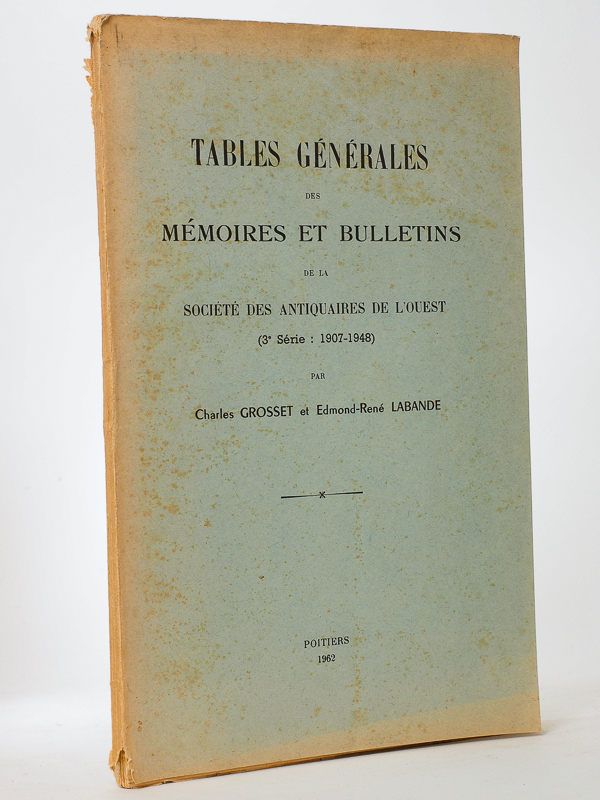 TABLES GÉNÉRALES
DES
MÉMOIRES ET BULLETINS
DE LA
SOCIÉTÉ DES ANTIQUAIRES DE L'OUEST
(3e Série : 1907-1948)
PAR
Charles GROSSET et Edmond-René LABANDE
POITIERS
1962